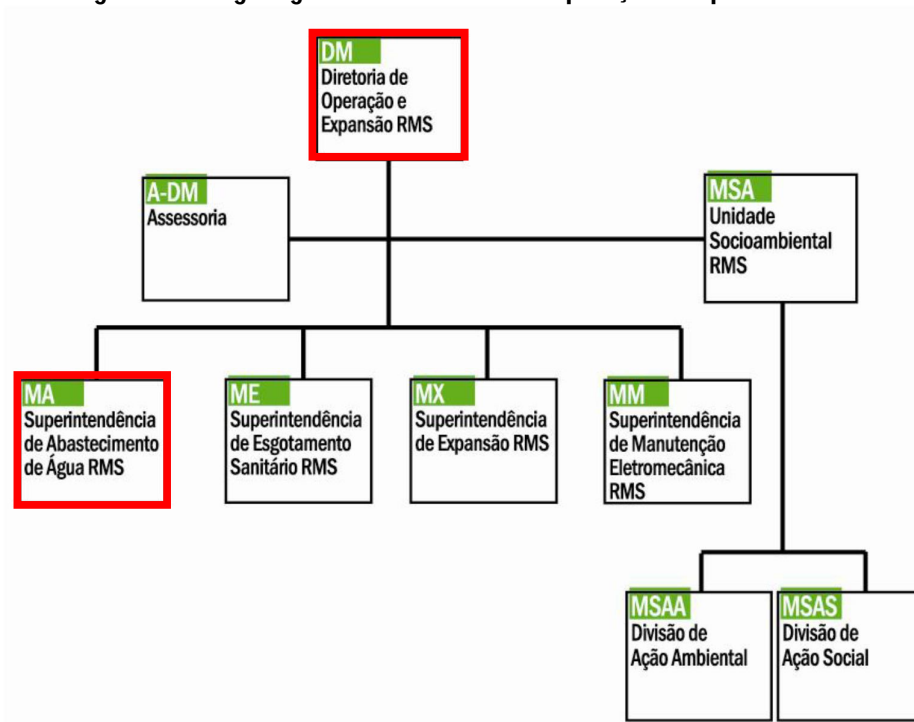 DM
Diretoria de
Operação e
Expansão RMS
A-DM
Assessoria
MSA
Unidade
Socioambiental
RMS
MA
Superintendência
de Abastecimento
de Água RMS
ME
Superintendência
de Esgotamento
Sanitário RMS
MX
Superintendência
de Expansão RMS
MM
Superintendência
de Manutenção
Eletromecânica
RMS
MSAA
Divisão de
Ação Ambiental
MSAS
Divisão de
Ação Social